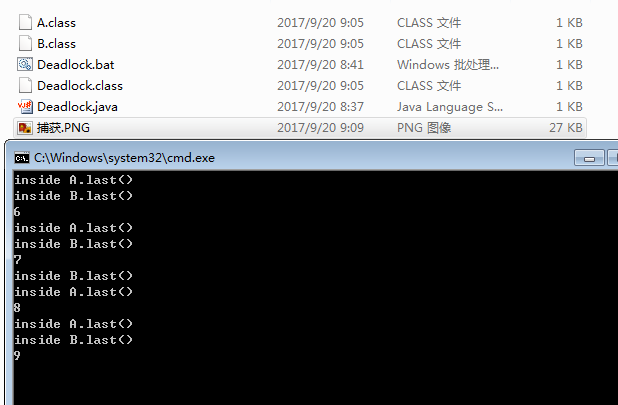 A.class 2017/9/20 9:05 CLASS 文件 1 KB
B.class 2017/9/20 9:05 CLASS 文件 1 KB
Deadlock.bat 2017/9/20 8:41 Windows 批处理... 1 KB
Deadlock.class 2017/9/20 9:05 CLASS 文件 1 KB
Deadlock.java 2017/9/20 8:37 Java Language S... 1 KB
捕获.PNG 2017/9/20 9:09 PNG 图像 27 KB
C:\Windows\system32\cmd.exe
inside A.last()
inside B.last()
6
inside A.last()
inside B.last()
7
inside B.last()
inside A.last()
8
inside A.last()
inside B.last()
9